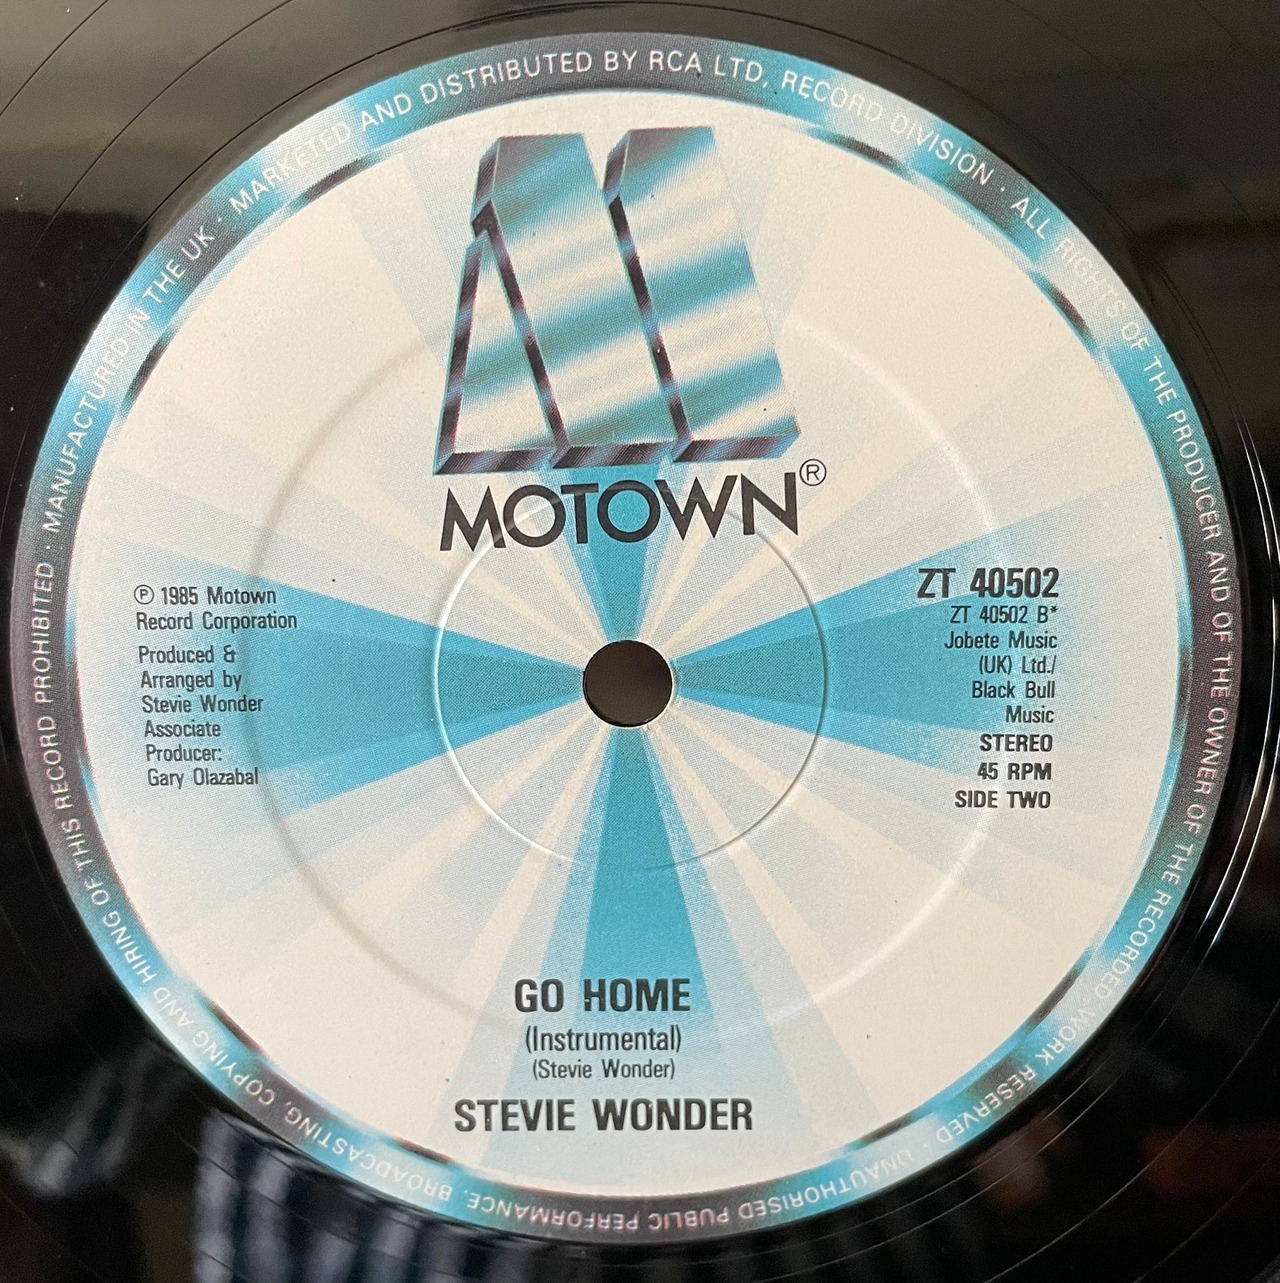 MANUFACTURED IN THE UK · MARKETED AND DISTRIBUTED BY RCA LTD, RECORD DIVISION · ALL RIGHTS OF THE PRODUCER AND OF THE OWNER OF THE RECORDED WORK RESERVED · UNAUTHORISED PUBLIC PERFORMANCE, BROADCASTING, COPYING AND HIRING OF THIS RECORD PROHIBITED ·
MOTOWN®
℗ 1985 Motown
Record Corporation
Produced &
Arranged by
Stevie Wonder
Associate
Producer:
Gary Olazabal
ZT 40502
ZT 40502 B*
Jobete Music
(UK) Ltd./
Black Bull
Music
STEREO
45 RPM
SIDE TWO
GO HOME
(Instrumental)
(Stevie Wonder)
STEVIE WONDER